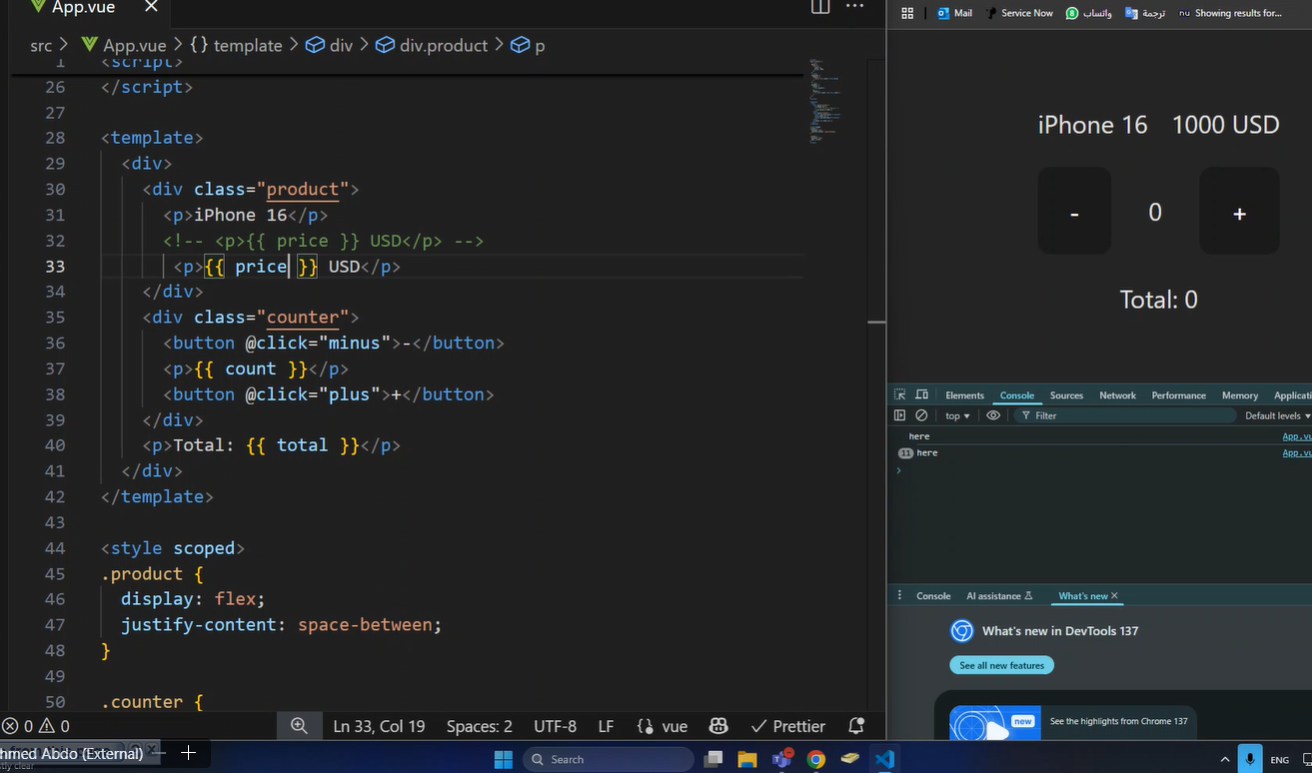 App.vue
src > App.vue > {} template > div > div.product > p
1 <script>
26 </script>
27
28 <template>
29 <div>
30 <div class="product">
31 <p>iPhone 16</p>
32 <!-- <p>{{ price }} USD</p> -->
33 <p>{{ price }} USD</p>
34 </div>
35 <div class="counter">
36 <button @click="minus">-</button>
37 <p>{{ count }}</p>
38 <button @click="plus">+</button>
39 </div>
40 <p>Total: {{ total }}</p>
41 </div>
42 </template>
43
44 <style scoped>
45 .product {
46 display: flex;
47 justify-content: space-between;
48 }
49
50 .counter {
0 0 Ln 33, Col 19 Spaces: 2 UTF-8 LF {} vue Prettier
hmed Abdo (External)
Mail Service Now واتساب ترجمة nu Showing results for...
iPhone 16 1000 USD
- 0 +
Total: 0
Elements Console Sources Network Performance Memory Applicati
top Filter Default levels
here App.vu
11 here App.vu
Console AI assistance What's new
What's new in DevTools 137
See all new features
new See the highlights from Chrome 137
Search
ENG